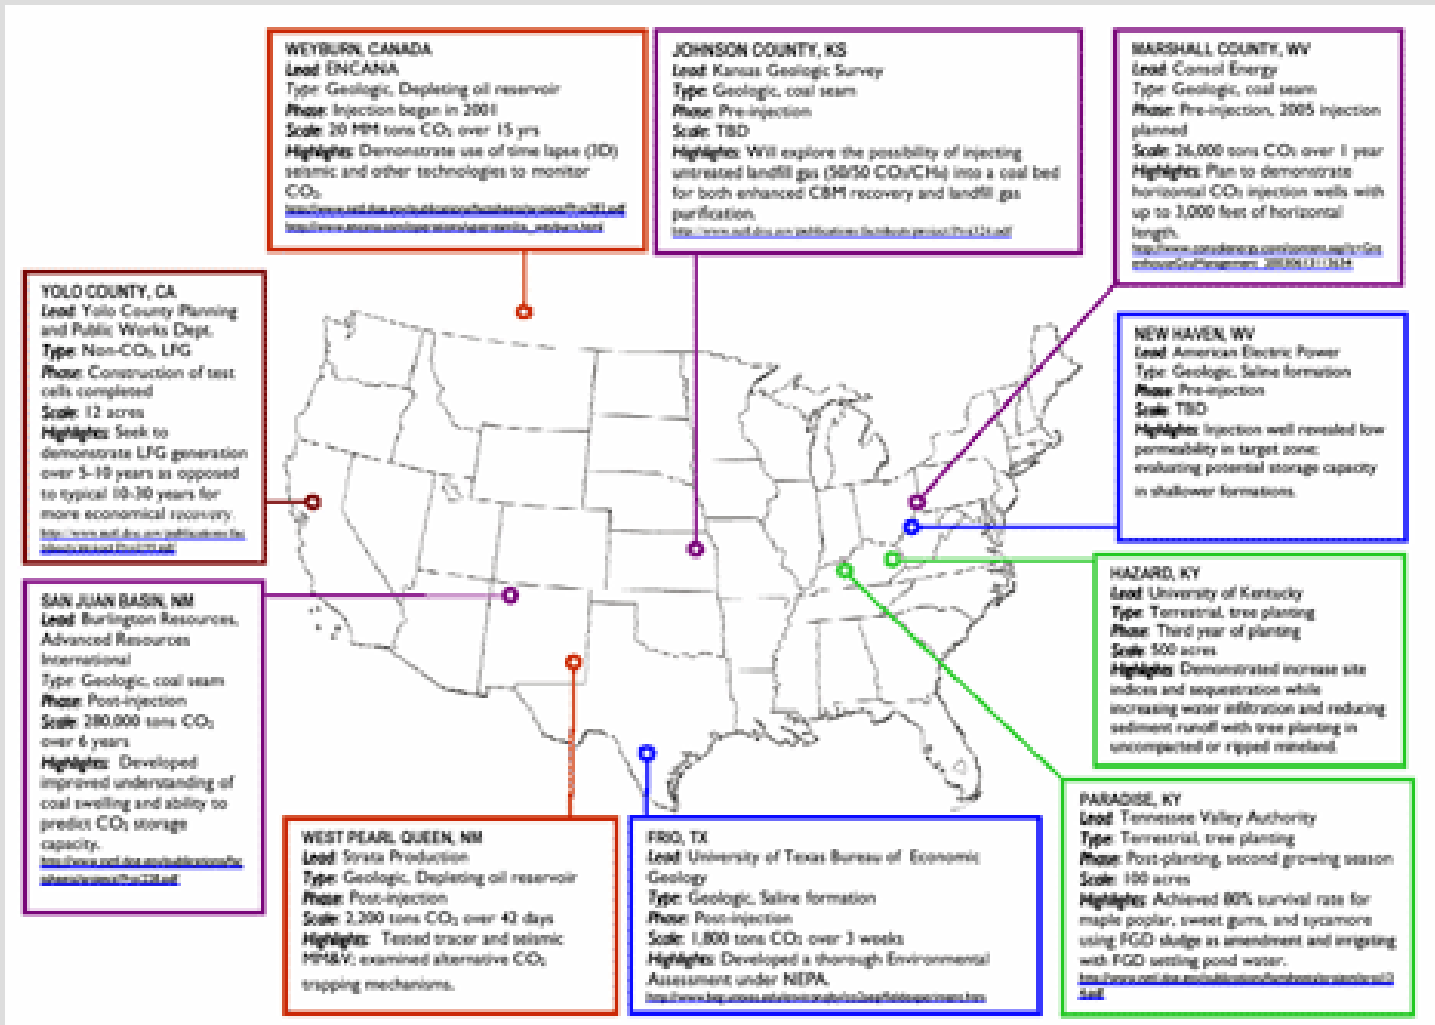 WEYBURN, CANADA
Lead: ENCANA
Type: Geologic, Depleting oil reservoir
Phase: Injection began in 2001
Scale: 20 MM tons CO₂ over 15 yrs
Highlights: Demonstrate use of time lapse (3D)
seismic and other technologies to monitor
CO₂.
JOHNSON COUNTY, KS
Lead: Kansas Geologic Survey
Type: Geologic, coal seam
Phase: Pre-injection
Scale: TBD
Highlights: Will explore the possibility of injecting
untreated landfill gas (50/50 CO₂/CH₄) into a coal bed
for both enhanced CBM recovery and landfill gas
purification.
MARSHALL COUNTY, WV
Lead: Consol Energy
Type: Geologic, coal seam
Phase: Pre-injection, 2005 injection
planned
Scale: 26,000 tons CO₂ over 1 year
Highlights: Plan to demonstrate
horizontal CO₂ injection wells with
up to 3,000 feet of horizontal
length.
YOLO COUNTY, CA
Lead: Yolo County Planning
and Public Works Dept.
Type: Non-CO₂, LFG
Phase: Construction of test
cells completed
Scale: 12 acres
Highlights: Seek to
demonstrate LFG generation
over 5-10 years as opposed
to typical 10-30 years for
more economical recovery.
NEW HAVEN, WV
Lead: American Electric Power
Type: Geologic, Saline formation
Phase: Pre-injection
Scale: TBD
Highlights: Injection well revealed low
permeability in target zone;
evaluating potential storage capacity
in shallower formations.
SAN JUAN BASIN, NM
Lead: Burlington Resources,
Advanced Resources
International
Type: Geologic, coal seam
Phase: Post-injection
Scale: 280,000 tons CO₂
over 6 years
Highlights: Developed
improved understanding of
coal swelling and ability to
predict CO₂ storage
capacity.
HAZARD, KY
Lead: University of Kentucky
Type: Terrestrial, tree planting
Phase: Third year of planting
Scale: 500 acres
Highlights: Demonstrated increase site
indices and sequestration while
increasing water infiltration and reducing
sediment runoff with tree planting in
uncompacted or ripped mineland.
WEST PEARL QUEEN, NM
Lead: Strata Production
Type: Geologic, Depleting oil reservoir
Phase: Post-injection
Scale: 2,200 tons CO₂ over 42 days
Highlights: Tested tracer and seismic
MM&V; examined alternative CO₂
trapping mechanisms.
FRIO, TX
Lead: University of Texas Bureau of Economic
Geology
Type: Geologic, Saline formation
Phase: Post-injection
Scale: 1,800 tons CO₂ over 3 weeks
Highlights: Developed a thorough Environmental
Assessment under NEPA.
PARADISE, KY
Lead: Tennessee Valley Authority
Type: Terrestrial, tree planting
Phase: Post-planting, second growing season
Scale: 100 acres
Highlights: Achieved 80% survival rate for
maple poplar, sweet gums, and sycamore
using FGD sludge as amendment and irrigating
with FGD settling pond water.